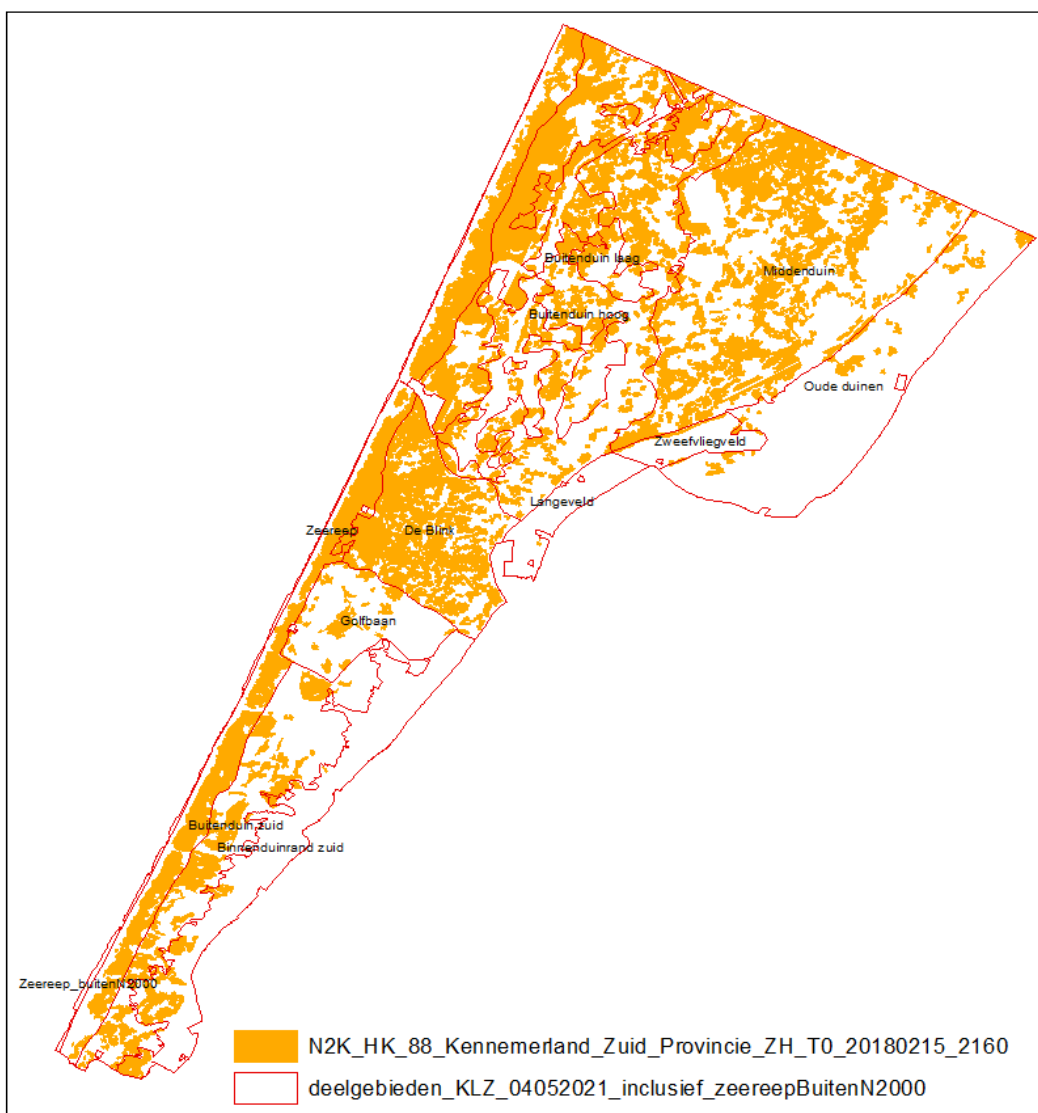 Buitenduin laag
Middenduin
Buitenduin hoog
Oude duinen
Zweefvliegveld
Langeveld
Zeereep
De Blink
Golfbaan
Buitenduin zuid
Binnenduinrand zuid
Zeereep_buitenN2000
N2K_HK_88_Kennemerland_Zuid_Provincie_ZH_T0_20180215_2160
deelgebieden_KLZ_04052021_inclusief_zeereepBuitenN2000